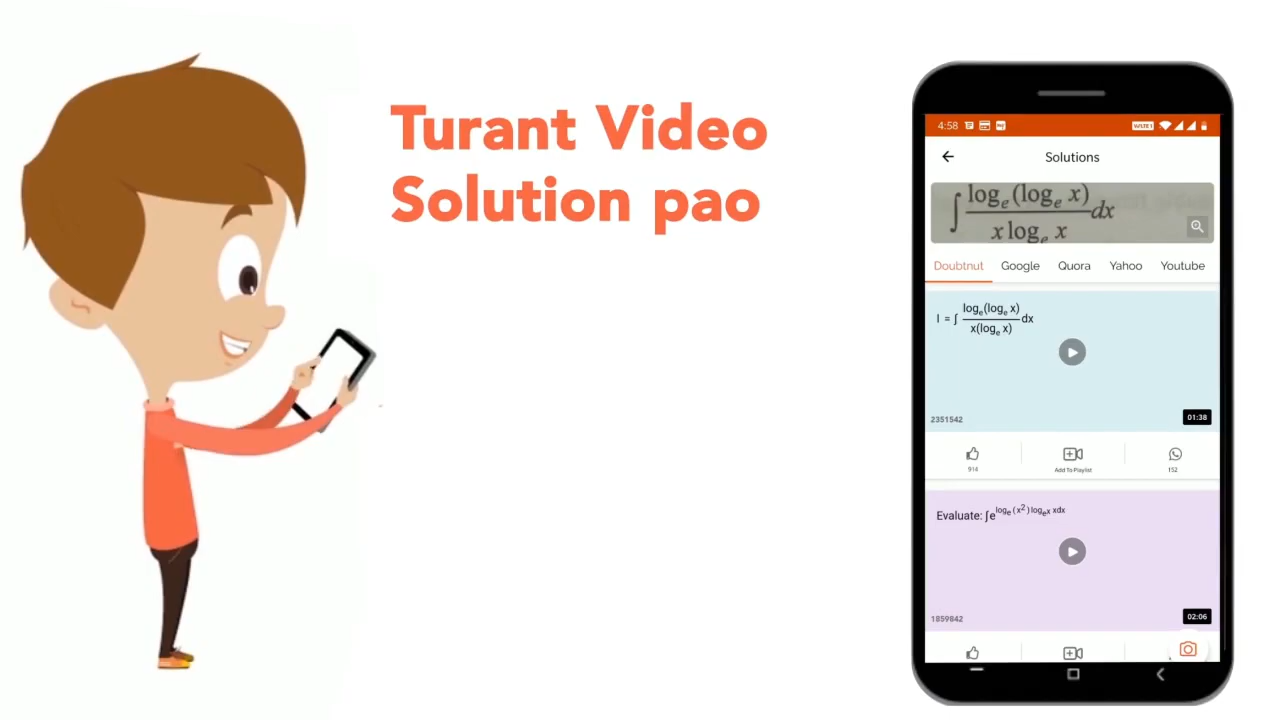 Turant Video
Solution pao
4:58
VoLTE1
Solutions
∫ logₑ(logₑ x) / x logₑ x dx
Doubtnut Google Quora Yahoo Youtube
I = ∫ logₑ(logₑ x) / x(logₑ x) dx
2351542 01:38
914 Add To Playlist 152
Evaluate: ∫e^logₑ(x²)logₑx xdx
1859842 02:06